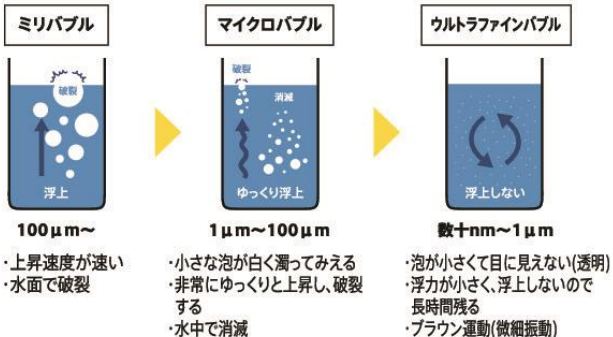 ミリバブル
破裂
浮上
100μm～
・上昇速度が速い
・水面で破裂
マイクロバブル
破裂
消滅
ゆっくり浮上
1μm～100μm
・小さな泡が白く濁ってみえる
・非常にゆっくりと上昇し、破裂
する
・水中で消滅
ウルトラファインバブル
浮上しない
数十nm～1μm
・泡が小さくて目に見えない(透明)
・浮力が小さく、浮上しないので
長時間残る
・ブラウン運動(微細振動)